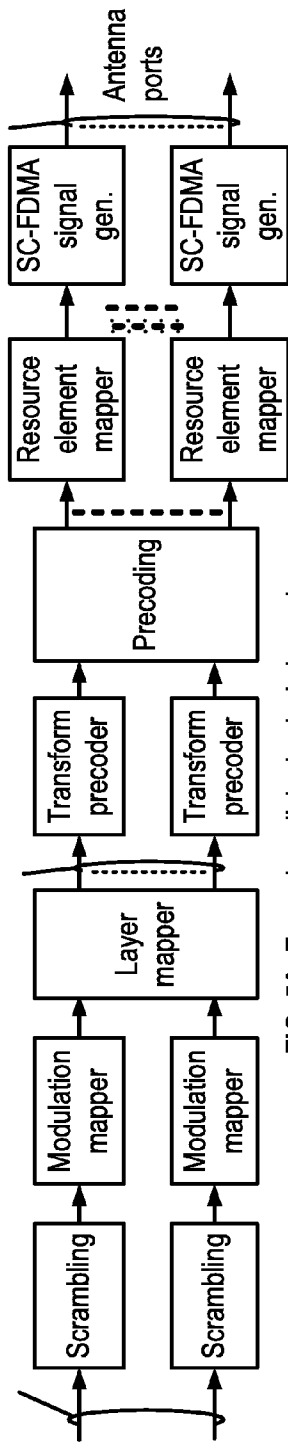 Scrambling
Modulation
mapper
Layer
mapper
Transform
precoder
Precoding
Resource
element
mapper
SC-FDMA
signal
gen.
Antenna
ports
Scrambling
Modulation
mapper
Transform
precoder
Resource
element
mapper
SC-FDMA
signal
gen.